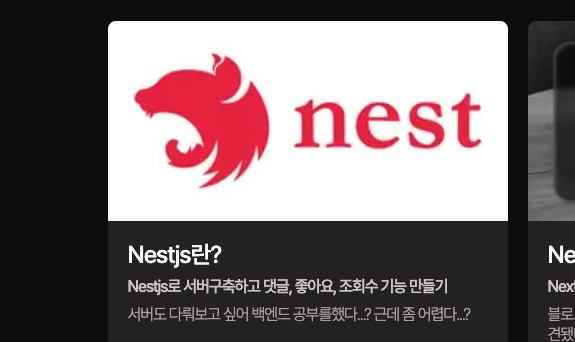 nest
Nestjs란?
Nestjs로 서버구축하고 댓글, 좋아요, 조회수 기능 만들기
서버도 다뤄보고 싶어 백엔드 공부를했다...? 근데 좀 어렵다...?
Ne
Next
블로
견됐